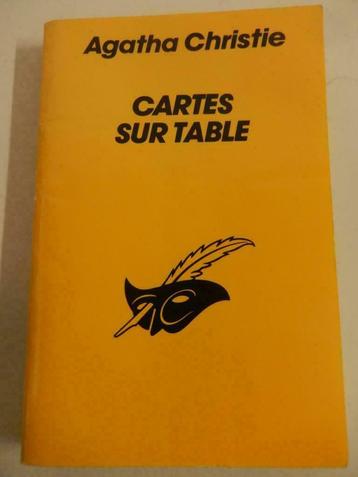 Agatha Christie
CARTES
SUR TABLE